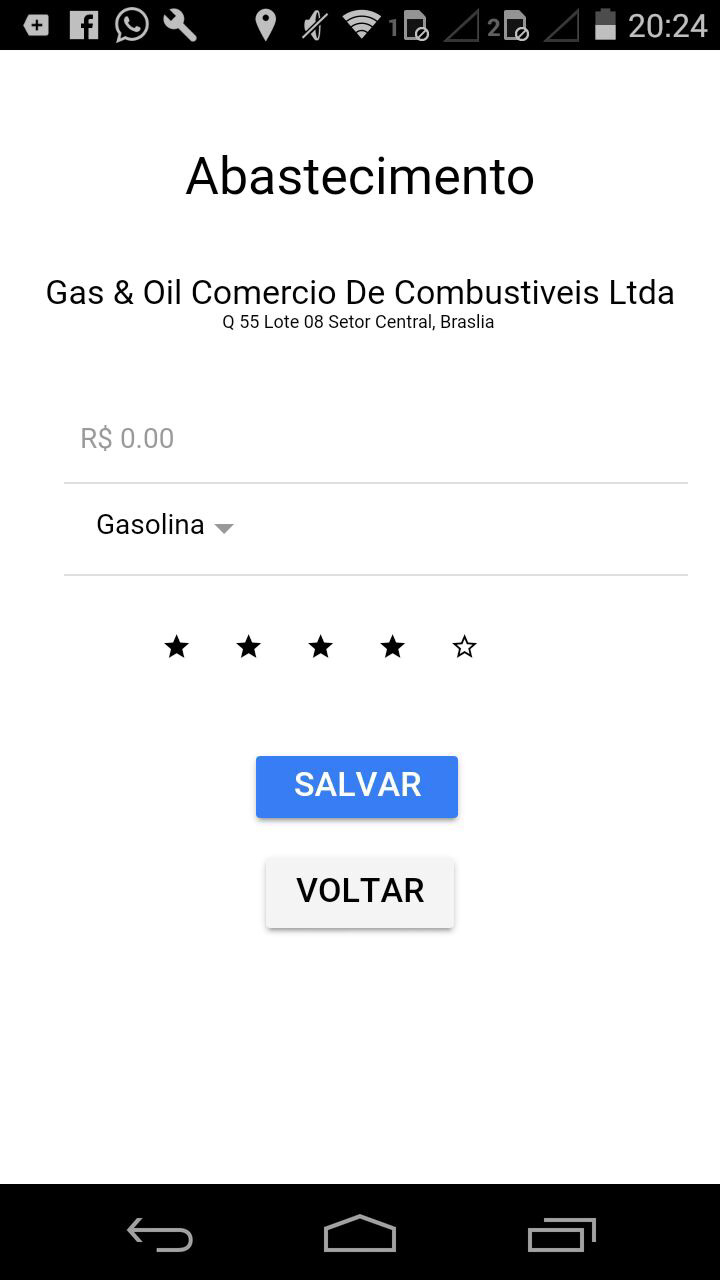 1 2 20:24
Abastecimento
Gas & Oil Comercio De Combustiveis Ltda
Q 55 Lote 08 Setor Central, Braslia
R$ 0.00
Gasolina
SALVAR
VOLTAR